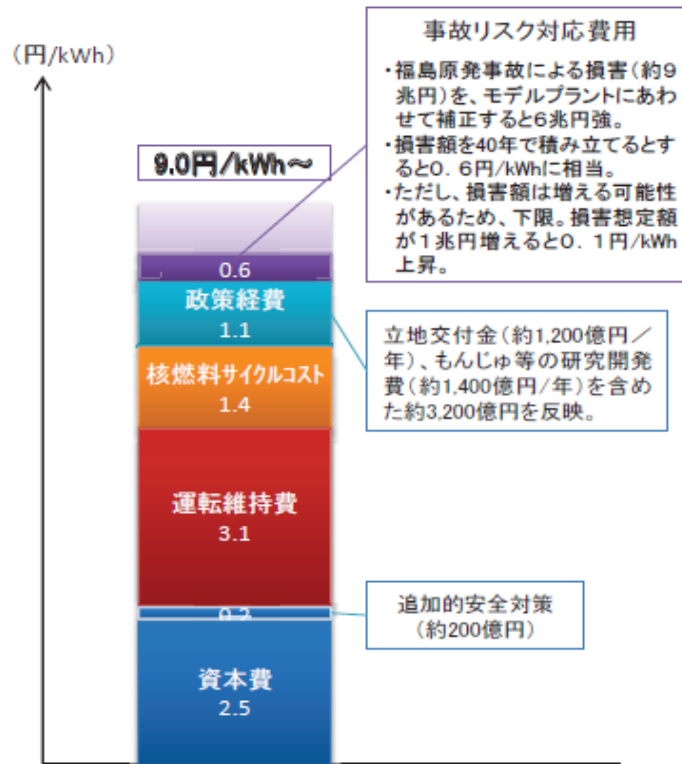 (円/kWh)
9.0円/kWh~
0.6
政策経費
1.1
核燃料サイクルコスト
1.4
運転維持費
3.1
0.2
資本費
2.5
事故リスク対応費用
・福島原発事故による損害(約9
兆円)を、モデルプラントにあわ
せて補正すると6兆円強。
・損害額を40年で積み立てるとす
ると0.6円/kWhに相当。
・ただし、損害額は増える可能性
があるため、下限。損害想定額
が1兆円増えると0.1円/kWh
上昇。
立地交付金(約1,200億円/
年)、もんじゅ等の研究開発
費(約1,400億円/年)を含め
た約3,200億円を反映。
追加的安全対策
(約200億円)